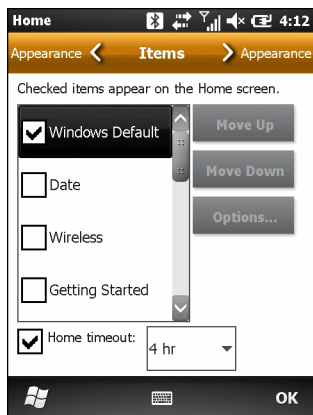 Home 4:12
Appearance Items Appearance
Checked items appear on the Home screen.
Windows Default
Move Up
Date
Move Down
Wireless
Options...
Getting Started
Home timeout: 4 hr
OK